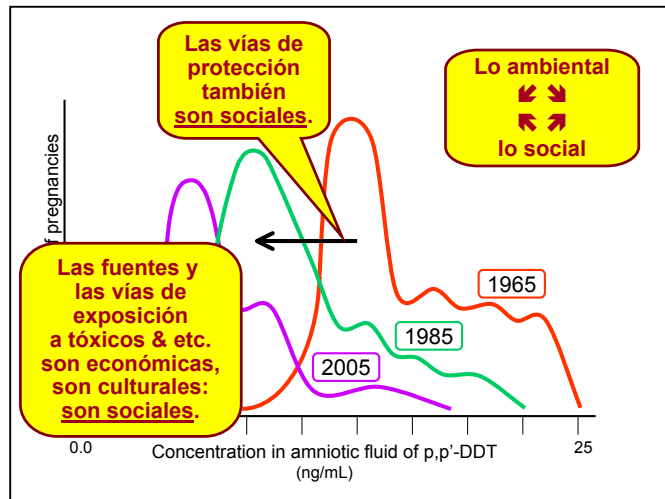 Las vías de
protección
también
son sociales.
Lo ambiental
lo social
pregnancies
Las fuentes y
las vías de
exposición
a tóxicos & etc.
son económicas,
son culturales:
son sociales.
1965
1985
2005
0.0
Concentration in amniotic fluid of p,p'-DDT
25
(ng/mL)